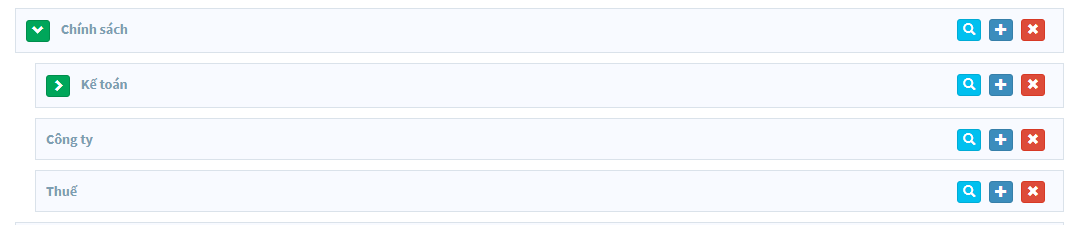 Chính sách
Kế toán
Công ty
Thuế